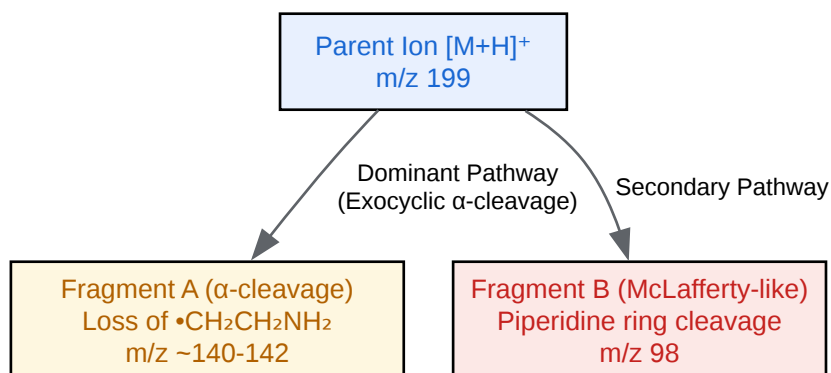 Parent Ion [M+H]⁺
m/z 199
Dominant Pathway
(Exocyclic α-cleavage)
Secondary Pathway
Fragment A (α-cleavage)
Loss of •CH₂CH₂NH₂
m/z ~140-142
Fragment B (McLafferty-like)
Piperidine ring cleavage
m/z 98